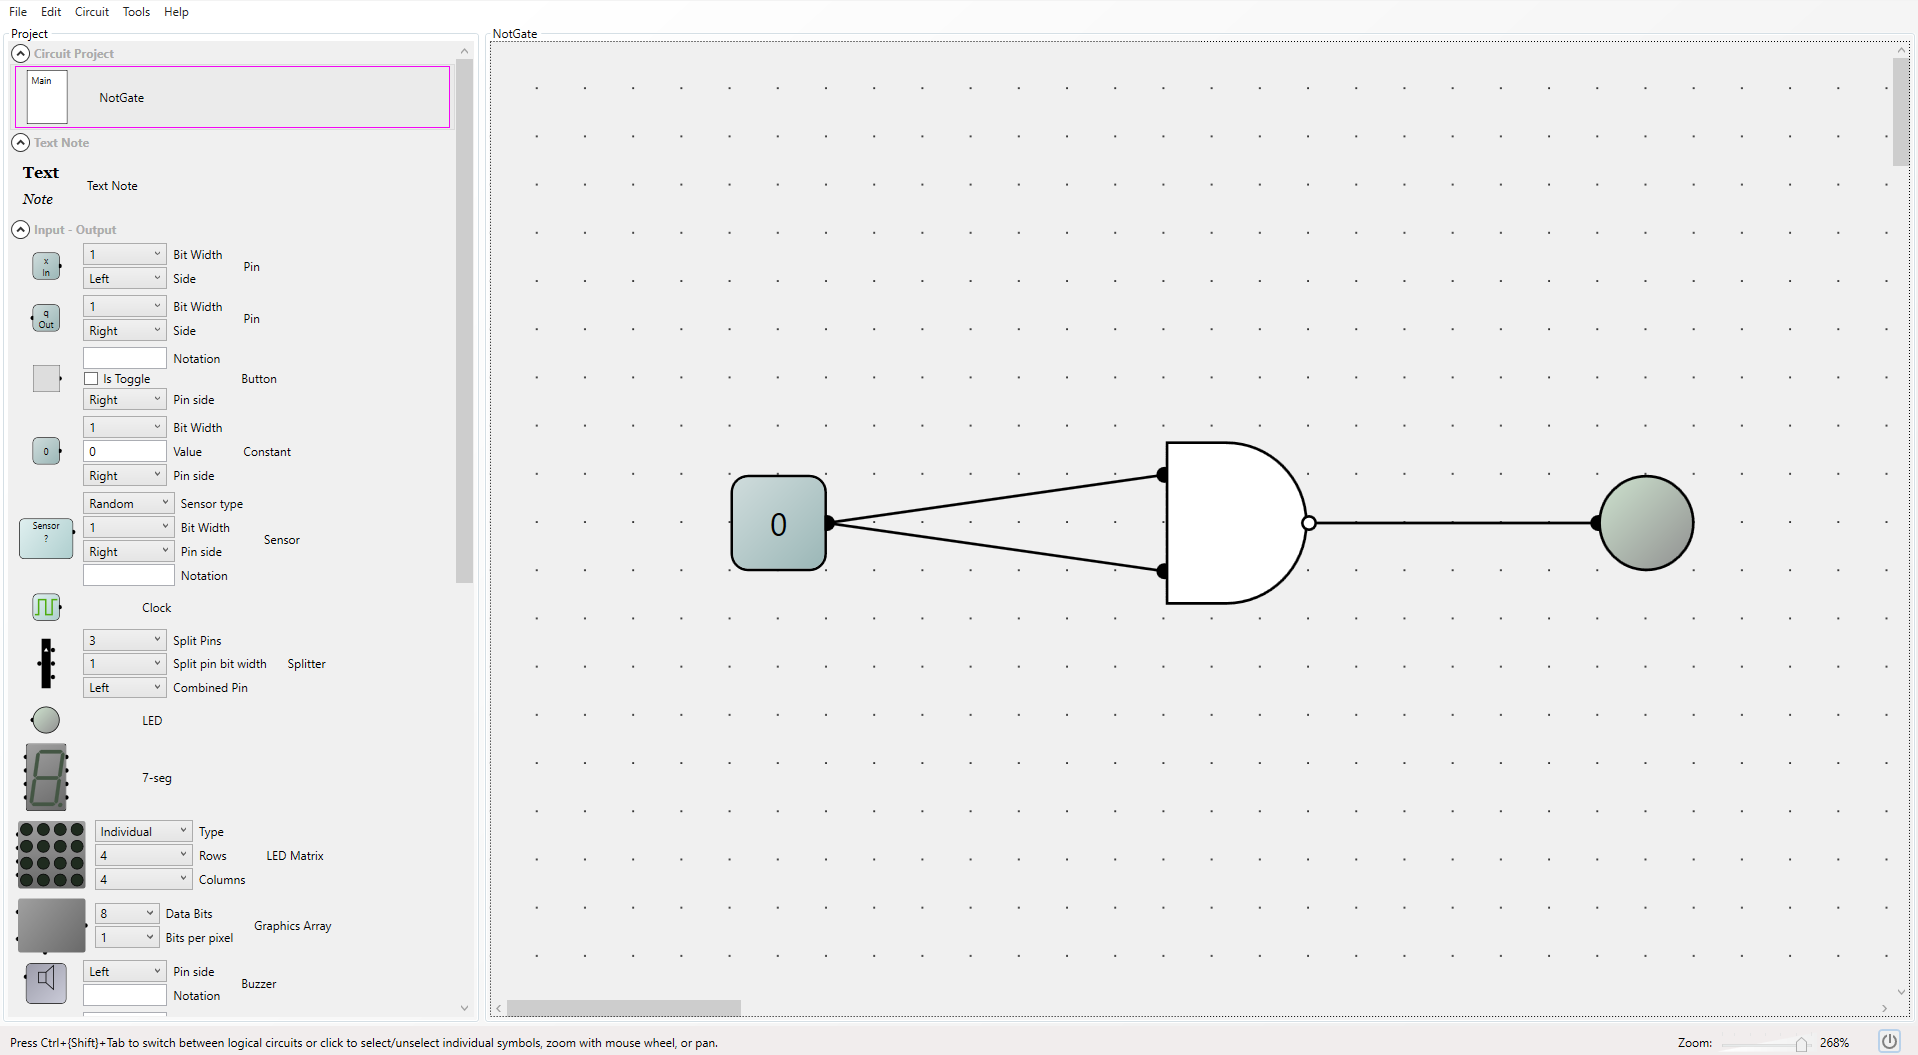 File Edit Circuit Tools Help
Project
Circuit Project
Main
NotGate
Text Note
Text
Note
Text Note
Input - Output
x
In
1 Bit Width
Left Side
Pin
q
Out
1 Bit Width
Right Side
Pin
Notation
Is Toggle
Right Pin side
Button
0
1 Bit Width
0 Value
Right Pin side
Constant
Sensor
?
Random Sensor type
1 Bit Width
Right Pin side
Notation
Sensor
Clock
3 Split Pins
1 Split pin bit width
Left Combined Pin
Splitter
LED
7-seg
Individual Type
4 Rows
4 Columns
LED Matrix
8 Data Bits
1 Bits per pixel
Graphics Array
Left Pin side
Notation
Buzzer
NotGate
0
Press Ctrl+{Shift}+Tab to switch between logical circuits or click to select/unselect individual symbols, zoom with mouse wheel, or pan.
Zoom: 268%